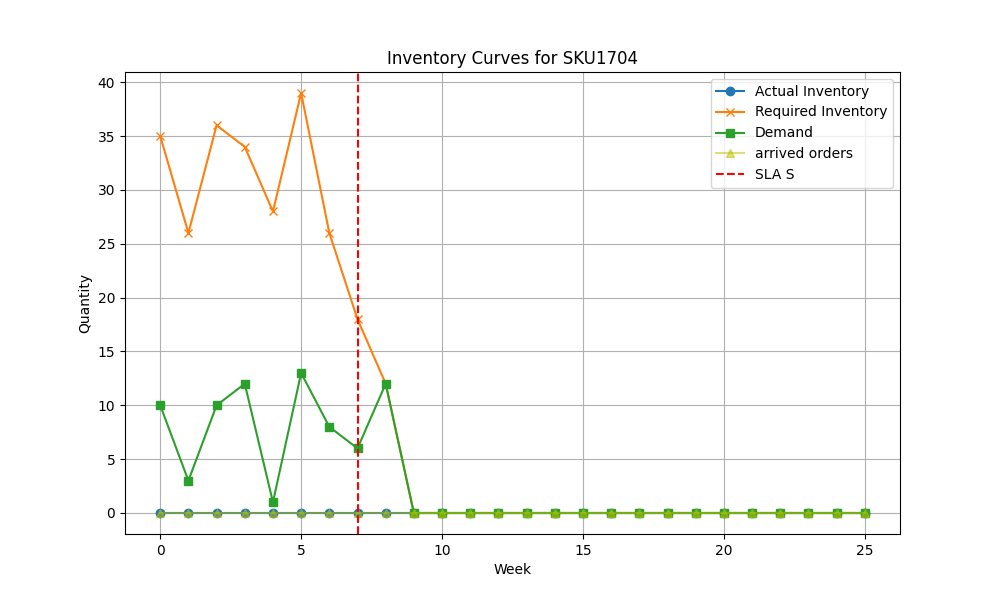 Inventory Curves for SKU1704
Actual Inventory
Required Inventory
Demand
arrived orders
SLA S
Quantity
40
35
30
25
20
15
10
5
0
0 5 10 15 20 25
Week